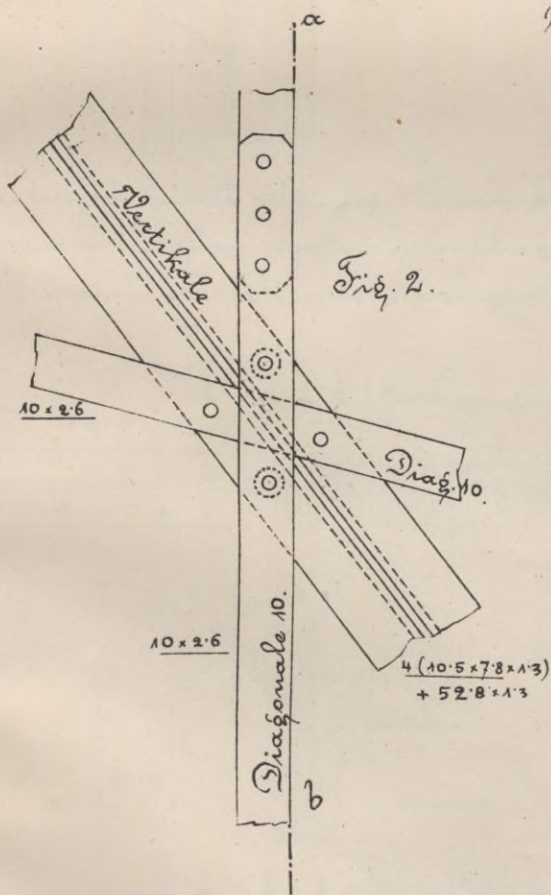 a
Vertikale
Fig. 2.
10 x 2·6
Diag. 10.
10 x 2·6
Diagonale 10.
4 (10·5 x 7·8 x 1·3)
+ 52·8 x 1·3
b